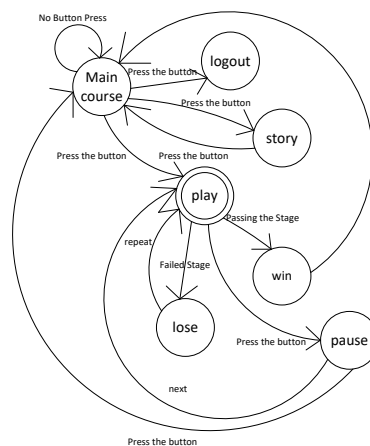 No Button Press
Main
course
Press the button
logout
Press the button
story
Press the button
Press the button
play
Passing the Stage
repeat
Failed Stage
win
lose
Press the button
pause
next
Press the button